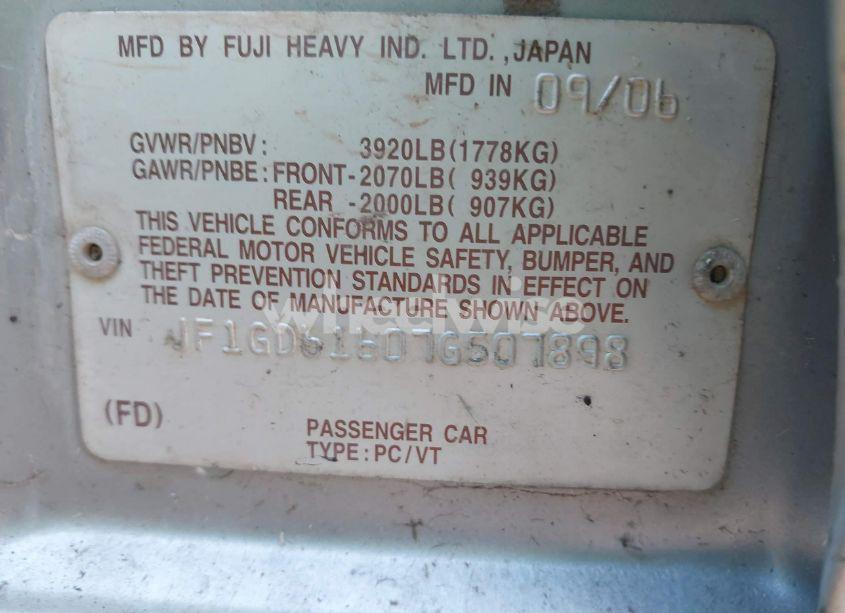 MFD BY FUJI HEAVY IND. LTD., JAPAN
MFD IN 09/06
GVWR/PNBV: 3920LB(1778KG)
GAWR/PNBE: FRONT-2070LB( 939KG)
REAR -2000LB( 907KG)
THIS VEHICLE CONFORMS TO ALL APPLICABLE
FEDERAL MOTOR VEHICLE SAFETY, BUMPER, AND
THEFT PREVENTION STANDARDS IN EFFECT ON
THE DATE OF MANUFACTURE SHOWN ABOVE.
VIN JF1GD61607G507898
(FD)
PASSENGER CAR
TYPE:PC/VT